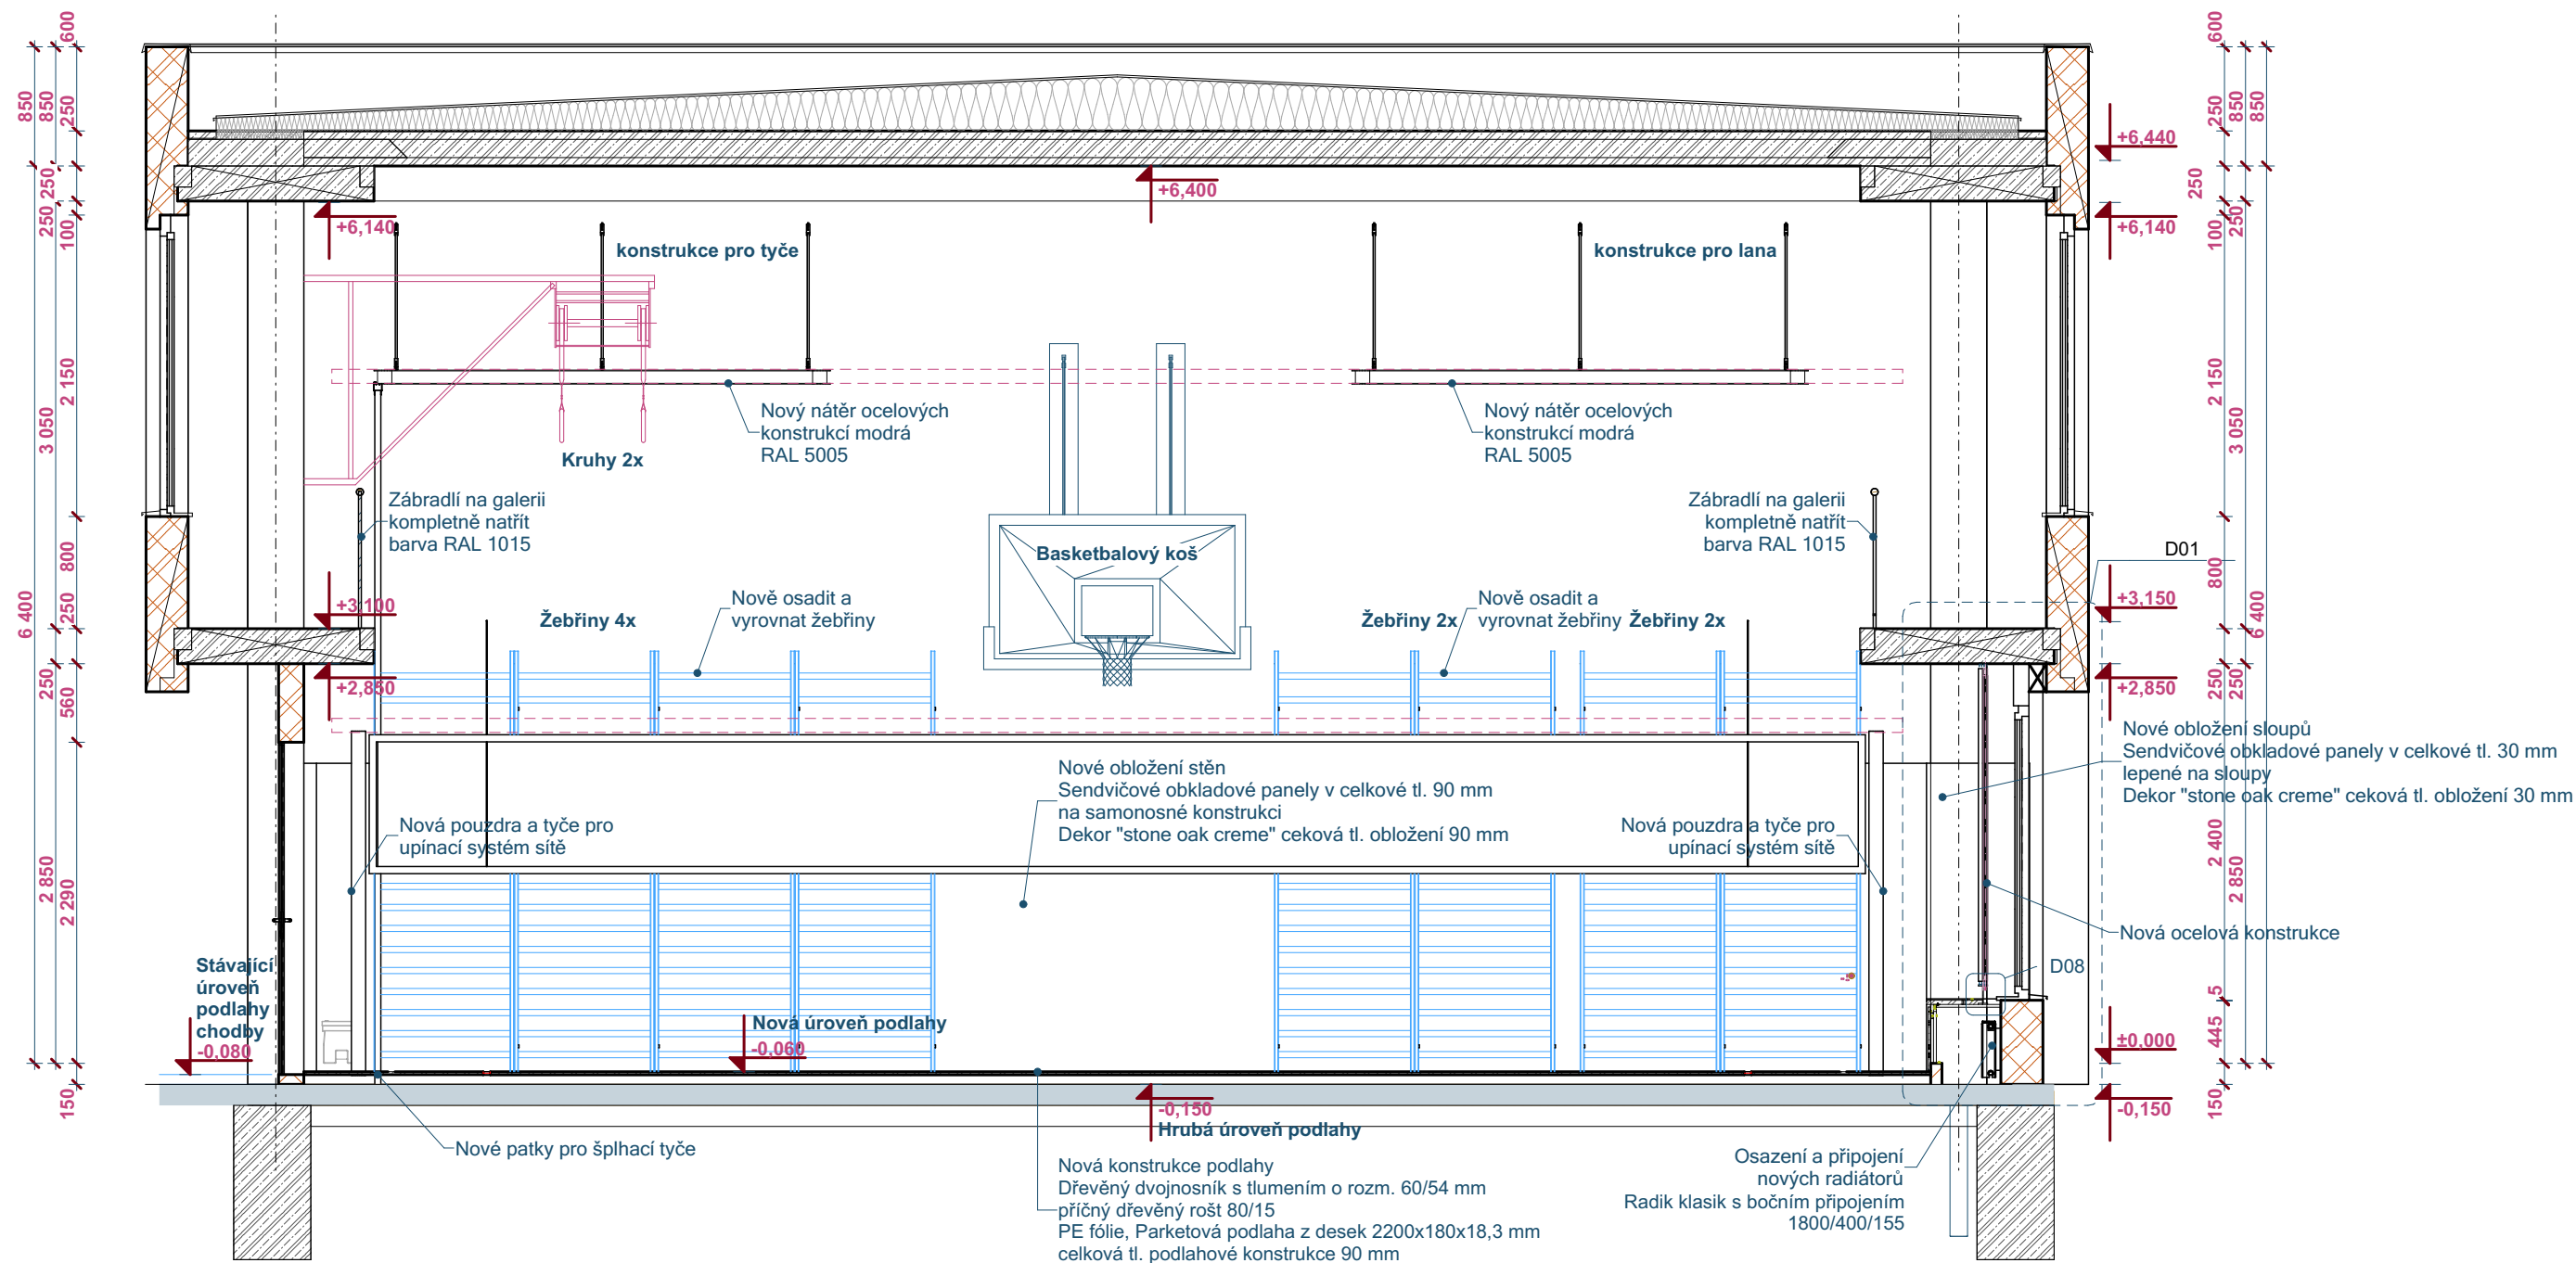 600
850
850
250
250
250
100
2 150
3 050
800
250
6 400
250
560
2 850
2 290
150
+6,140
+6,400
konstrukce pro tyče
konstrukce pro lana
Nový nátěr ocelových
konstrukcí modrá
RAL 5005
Nový nátěr ocelových
konstrukcí modrá
RAL 5005
Kruhy 2x
Zábradlí na galerii
kompletně natřít
barva RAL 1015
Zábradlí na galerii
kompletně natřít
barva RAL 1015
Basketbalový koš
+3,100
+2,850
Žebřiny 4x
Nově osadit a
vyrovnat žebřiny
Žebřiny 2x
Nově osadit a
vyrovnat žebřiny
Žebřiny 2x
Nové obložení stěn
Sendvičové obkladové panely v celkové tl. 90 mm
na samonosné konstrukci
Dekor "stone oak creme" ceková tl. obložení 90 mm
Nová pouzdra a tyče pro
upínací systém sítě
Nová pouzdra a tyče pro
upínací systém sítě
Stávající
úroveň
podlahy
chodby
-0,080
Nová úroveň podlahy
-0,060
-0,150
Hrubá úroveň podlahy
Nové patky pro šplhací tyče
Nová konstrukce podlahy
Dřevěný dvojnosník s tlumením o rozm. 60/54 mm
příčný dřevěný rošt 80/15
PE fólie, Parketová podlaha z desek 2200x180x18,3 mm
celková tl. podlahové konstrukce 90 mm
Osazení a připojení
nových radiátorů
Radik klasik s bočním připojením
1800/400/155
+6,440
+6,140
D01
+3,150
+2,850
Nové obložení sloupů
Sendvičové obkladové panely v celkové tl. 30 mm
lepené na sloupy
Dekor "stone oak creme" ceková tl. obložení 30 mm
Nová ocelová konstrukce
D08
±0,000
-0,150
600
250
850
850
250
100
250
2 150
3 050
800
6 400
250
250
2 400
2 850
5
445
150